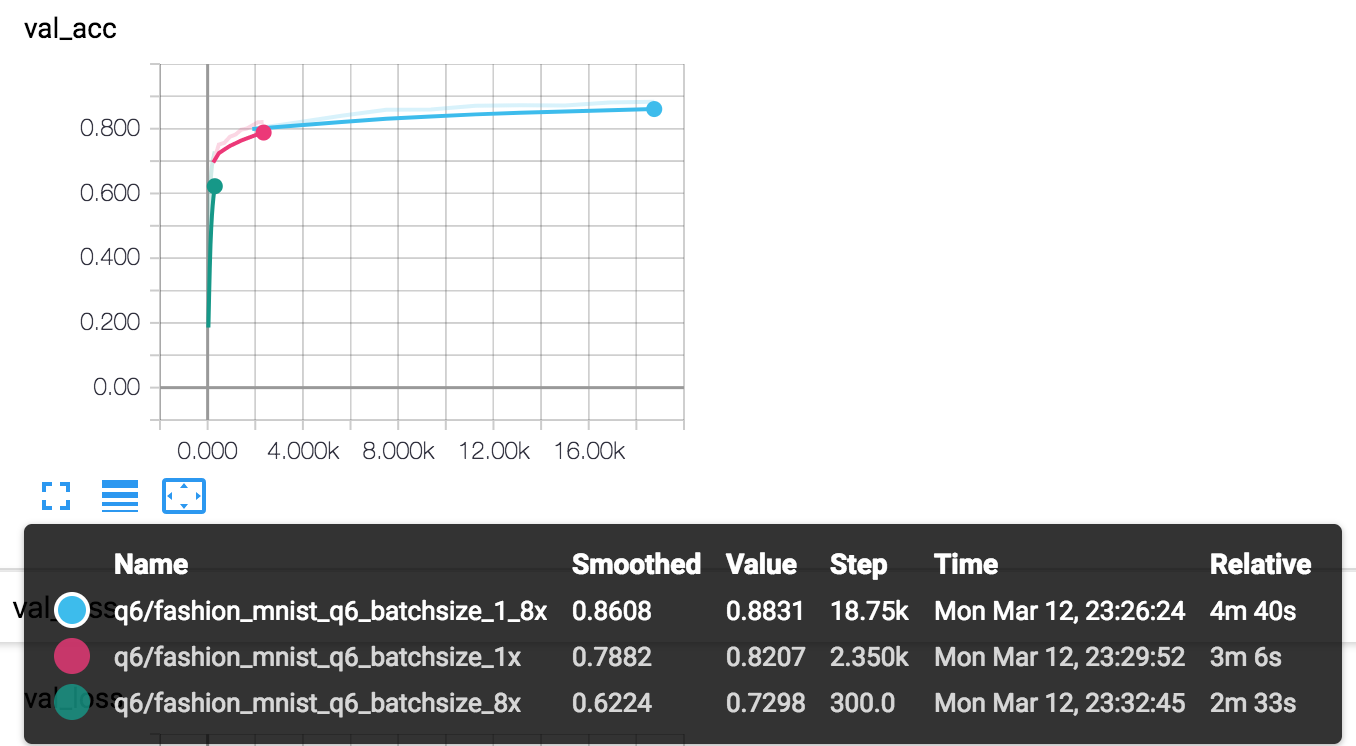 val_acc
0.800
0.600
0.400
0.200
0.00
0.000 4.000k 8.000k 12.00k 16.00k
Name Smoothed Value Step Time Relative
q6/fashion_mnist_q6_batchsize_1_8x 0.8608 0.8831 18.75k Mon Mar 12, 23:26:24 4m 40s
q6/fashion_mnist_q6_batchsize_1x 0.7882 0.8207 2.350k Mon Mar 12, 23:29:52 3m 6s
val_loss
q6/fashion_mnist_q6_batchsize_8x 0.6224 0.7298 300.0 Mon Mar 12, 23:32:45 2m 33s